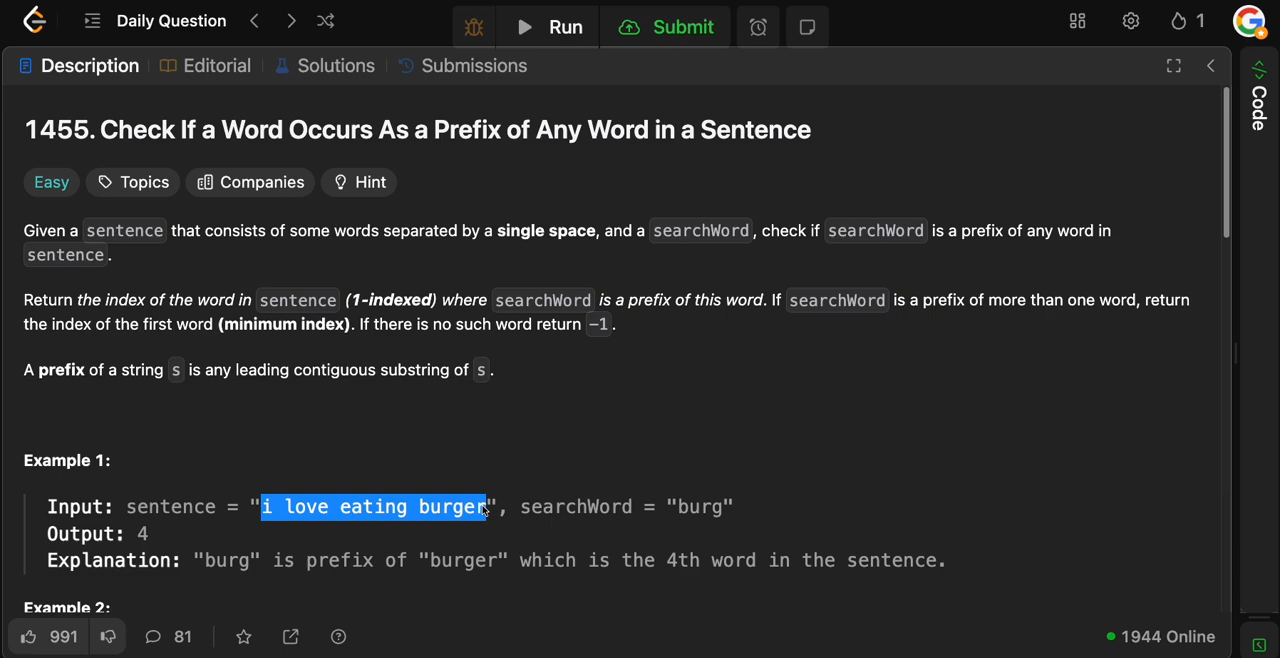 Daily Question
Run
Submit
1
Description
Editorial
Solutions
Submissions
Code
1455. Check If a Word Occurs As a Prefix of Any Word in a Sentence
Easy
Topics
Companies
Hint
Given a sentence that consists of some words separated by a single space, and a searchWord, check if searchWord is a prefix of any word in
sentence.
Return the index of the word in sentence (1-indexed) where searchWord is a prefix of this word. If searchWord is a prefix of more than one word, return
the index of the first word (minimum index). If there is no such word return -1.
A prefix of a string s is any leading contiguous substring of s.
Example 1:
Input: sentence = "i love eating burger", searchWord = "burg"
Output: 4
Explanation: "burg" is prefix of "burger" which is the 4th word in the sentence.
Example 2:
991
81
1944 Online